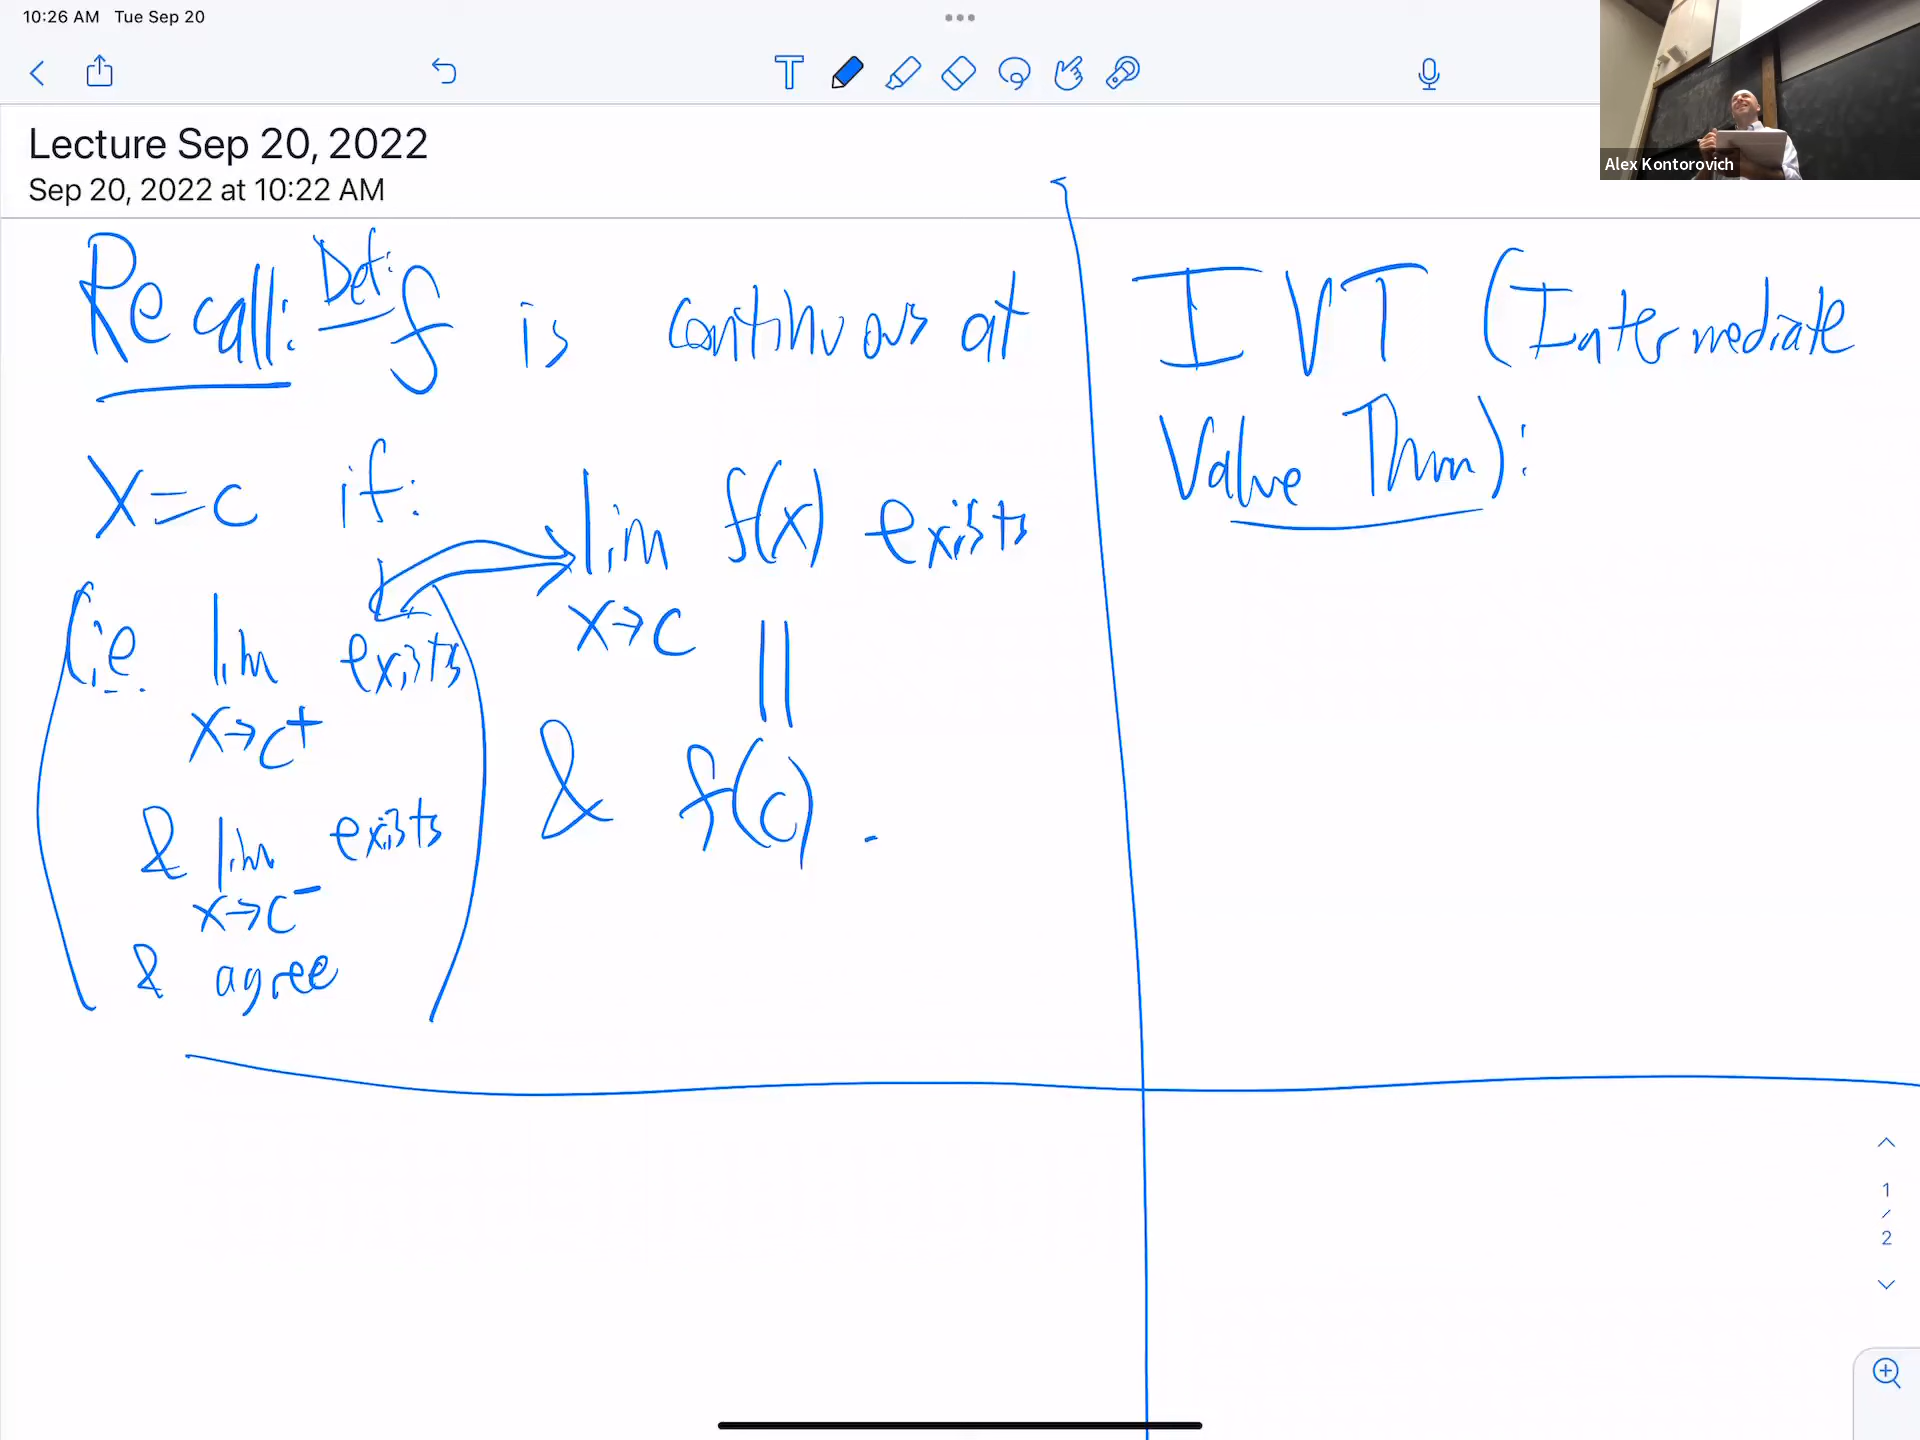 10:26 AM Tue Sep 20
Alex Kontorovich
Lecture Sep 20, 2022
Sep 20, 2022 at 10:22 AM
Recall: Def: f is continuous at
x=c if:
lim f(x) exists
x→c
||
& f(c).
(i.e. lim exists
x→c⁺
& lim exists
x→c⁻
& agree)
IVT (Intermediate
Value Thm):
1
/
2